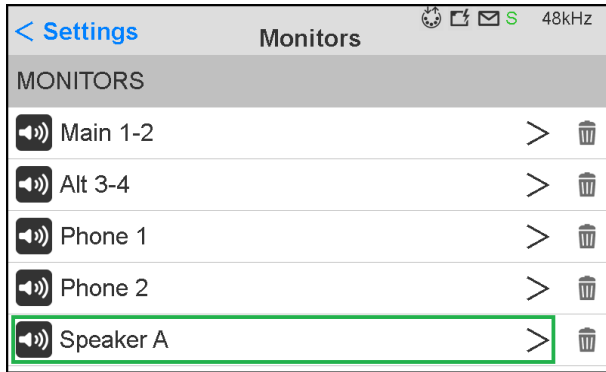 < Settings
Monitors
S 48kHz
MONITORS
Main 1-2 >
Alt 3-4 >
Phone 1 >
Phone 2 >
Speaker A >